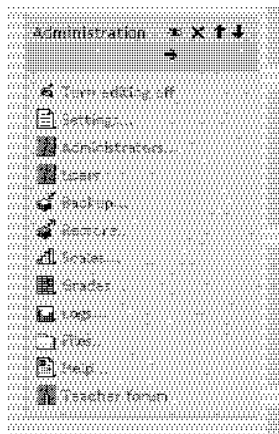 Administration
Turn editing off
Settings...
Administrators...
Users
Backup...
Restore...
Scales...
Grades
Logs...
Files...
Help...
Teacher forum